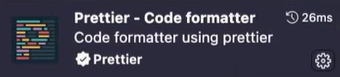 Prettier - Code formatter 26ms
Code formatter using prettier
Prettier